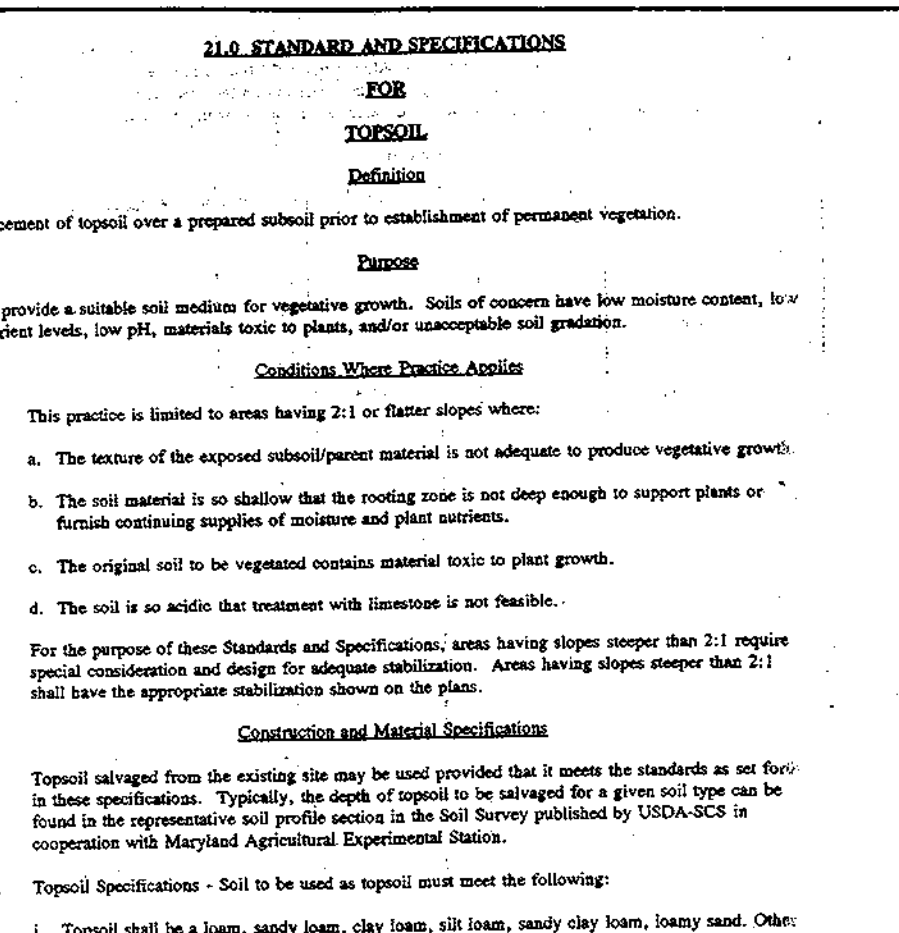 21.0 STANDARD AND SPECIFICATIONS
FOR
TOPSOIL
Definition
cement of topsoil over a prepared subsoil prior to establishment of permanent vegetation.
Purpose
provide a suitable soil medium for vegetative growth. Soils of concern have low moisture content, low
rient levels, low pH, materials toxic to plants, and/or unacceptable soil gradation.
Conditions Where Practice Applies
This practice is limited to areas having 2:1 or flatter slopes where:
a. The texture of the exposed subsoil/parent material is not adequate to produce vegetative growth.
b. The soil material is so shallow that the rooting zone is not deep enough to support plants or
furnish continuing supplies of moisture and plant nutrients.
c. The original soil to be vegetated contains material toxic to plant growth.
d. The soil is so acidic that treatment with limestone is not feasible.
For the purpose of these Standards and Specifications, areas having slopes steeper than 2:1 require
special consideration and design for adequate stabilization. Areas having slopes steeper than 2:1
shall have the appropriate stabilization shown on the plans.
Construction and Material Specifications
Topsoil salvaged from the existing site may be used provided that it meets the standards as set forth
in these specifications. Typically, the depth of topsoil to be salvaged for a given soil type can be
found in the representative soil profile section in the Soil Survey published by USDA-SCS in
cooperation with Maryland Agricultural Experimental Station.
Topsoil Specifications - Soil to be used as topsoil must meet the following:
i. Topsoil shall be a loam, sandy loam, clay loam, silt loam, sandy clay loam, loamy sand. Other